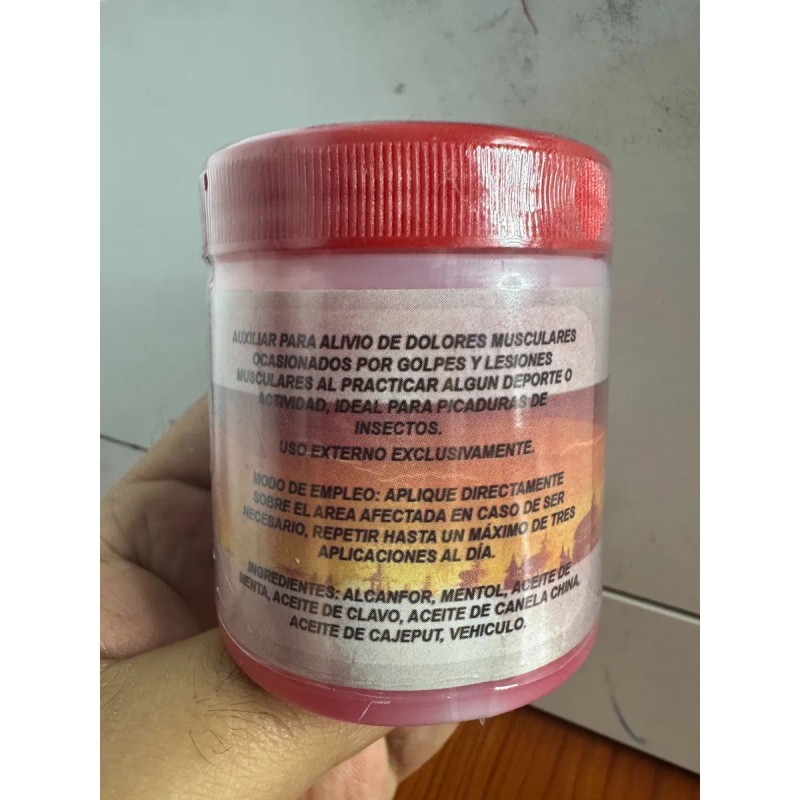 AUXILIAR PARA ALIVIO DE DOLORES MUSCULARES
OCASIONADOS POR GOLPES Y LESIONES
MUSCULARES AL PRACTICAR ALGUN DEPORTE O
ACTIVIDAD, IDEAL PARA PICADURAS DE
INSECTOS.
USO EXTERNO EXCLUSIVAMENTE.
MODO DE EMPLEO: APLIQUE DIRECTAMENTE
SOBRE EL AREA AFECTADA EN CASO DE SER
NECESARIO, REPETIR HASTA UN MÁXIMO DE TRES
APLICACIONES AL DÍA.
INGREDIENTES: ALCANFOR, MENTOL, ACEITE DE
MENTA, ACEITE DE CLAVO, ACEITE DE CANELA CHINA,
ACEITE DE CAJEPUT, VEHICULO.